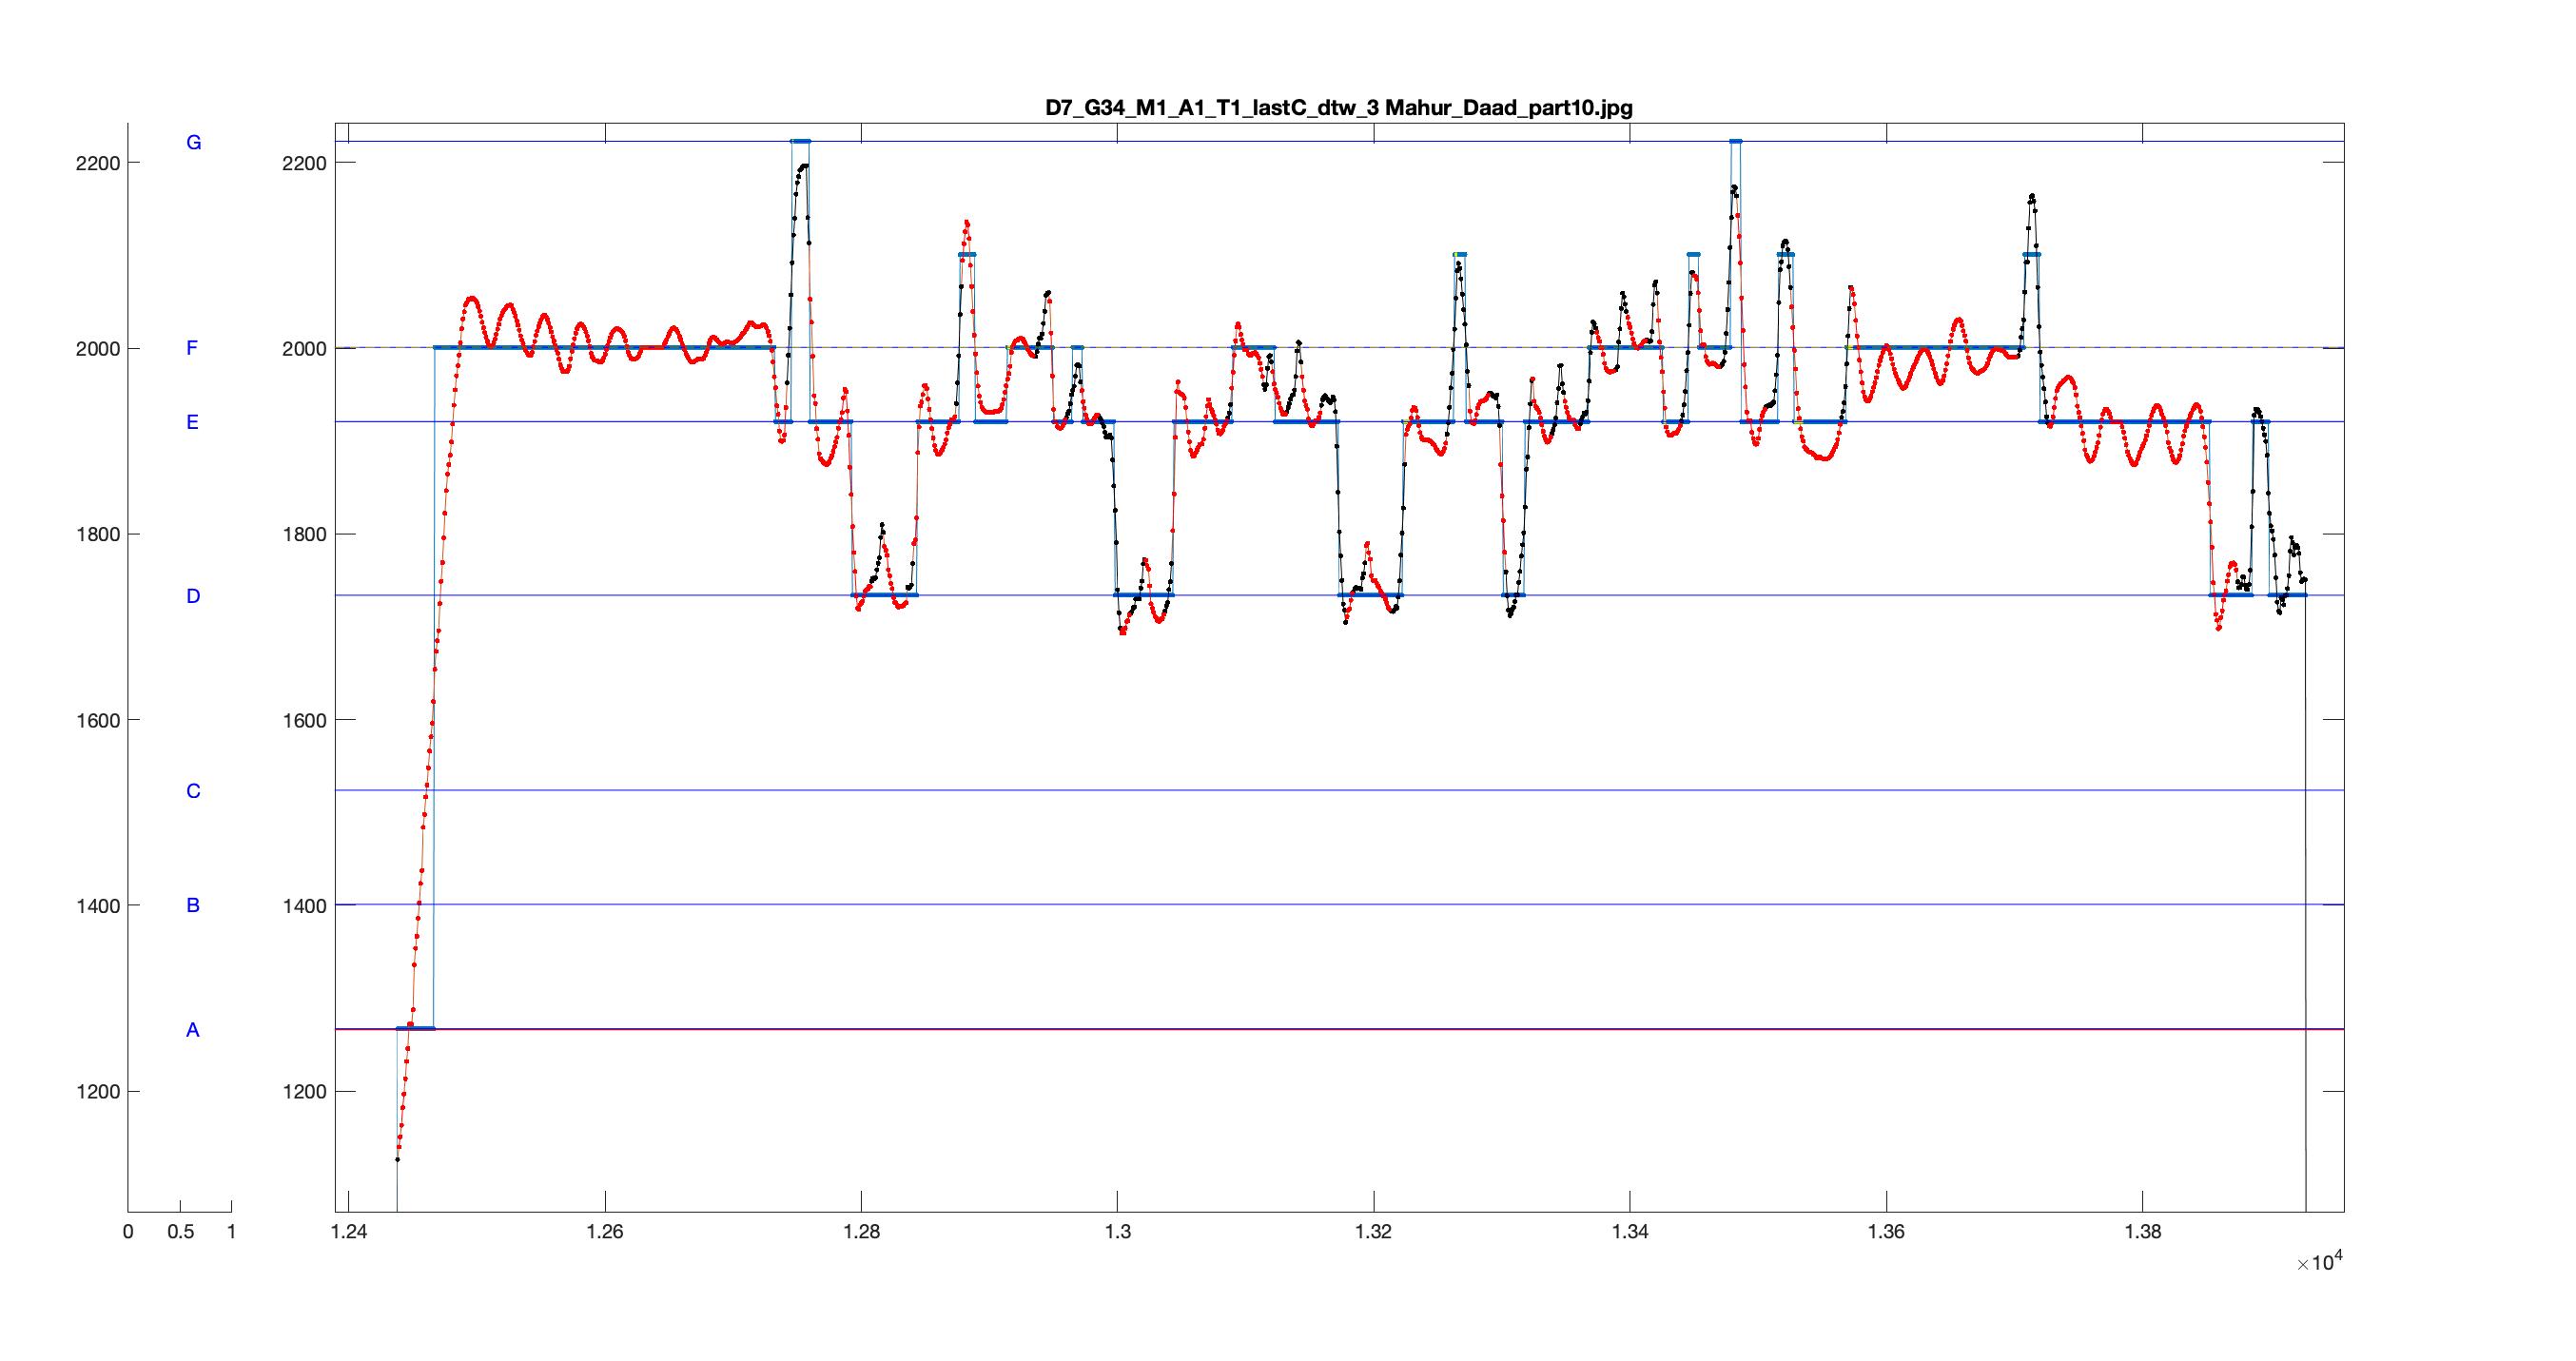 D7_G34_M1_A1_T1_lastC_dtw_3 Mahur_Daad_part10.jpg
G
2200 2200
2000 F 2000
E
1800 1800
D
1600 1600
C
1400 B 1400
A
1200 1200
0 0.5 1 1.24 1.26 1.28 1.3 1.32 1.34 1.36 1.38
×10⁴